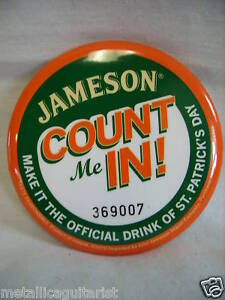 JAMESON®
COUNT
Me IN!
369007
MAKE IT THE OFFICIAL DRINK OF ST. PATRICK'S DAY
© metallicaguitarist